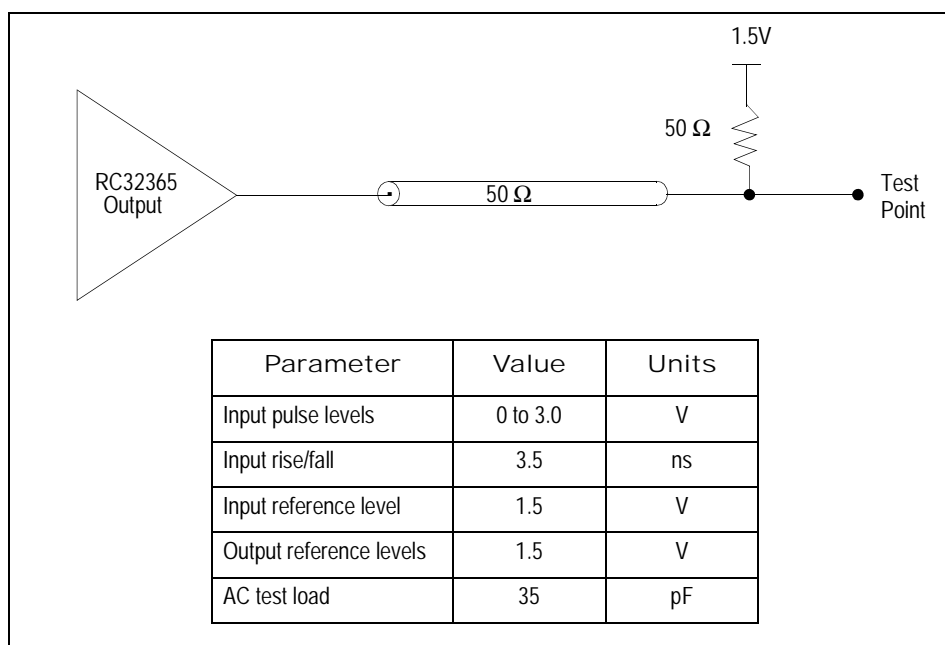 1.5V
50 Ω
RC32365
Output
50 Ω
Test
Point
Parameter Value Units
Input pulse levels 0 to 3.0 V
Input rise/fall 3.5 ns
Input reference level 1.5 V
Output reference levels 1.5 V
AC test load 35 pF